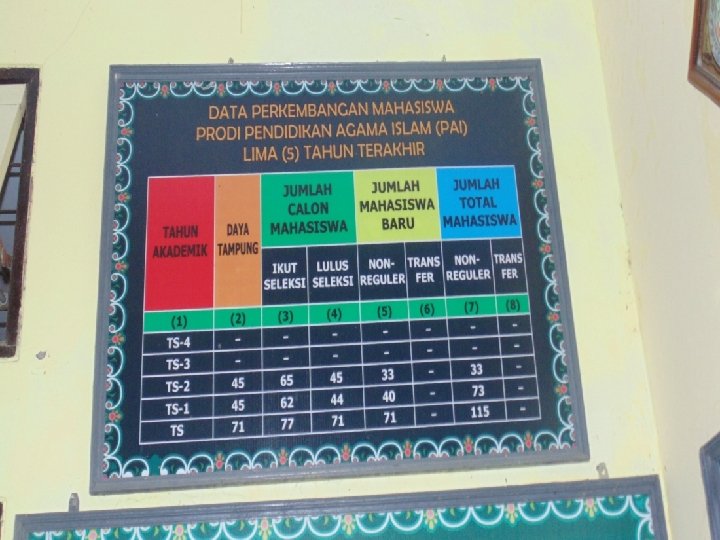 DATA PERKEMBANGAN MAHASISWA
PRODI PENDIDIKAN AGAMA ISLAM (PAI)
LIMA (5) TAHUN TERAKHIR
TAHUN AKADEMIK DAYA TAMPUNG JUMLAH CALON MAHASISWA JUMLAH MAHASISWA BARU JUMLAH TOTAL MAHASISWA
IKUT SELEKSI LULUS SELEKSI NON-REGULER TRANS FER NON-REGULER TRANS FER
(1) (2) (3) (4) (5) (6) (7) (8)
TS-4 - - - - - - -
TS-3 - - - - - - -
TS-2 45 65 45 33 - 33 -
TS-1 45 62 44 40 - 73 -
TS 71 77 71 71 - 115 -